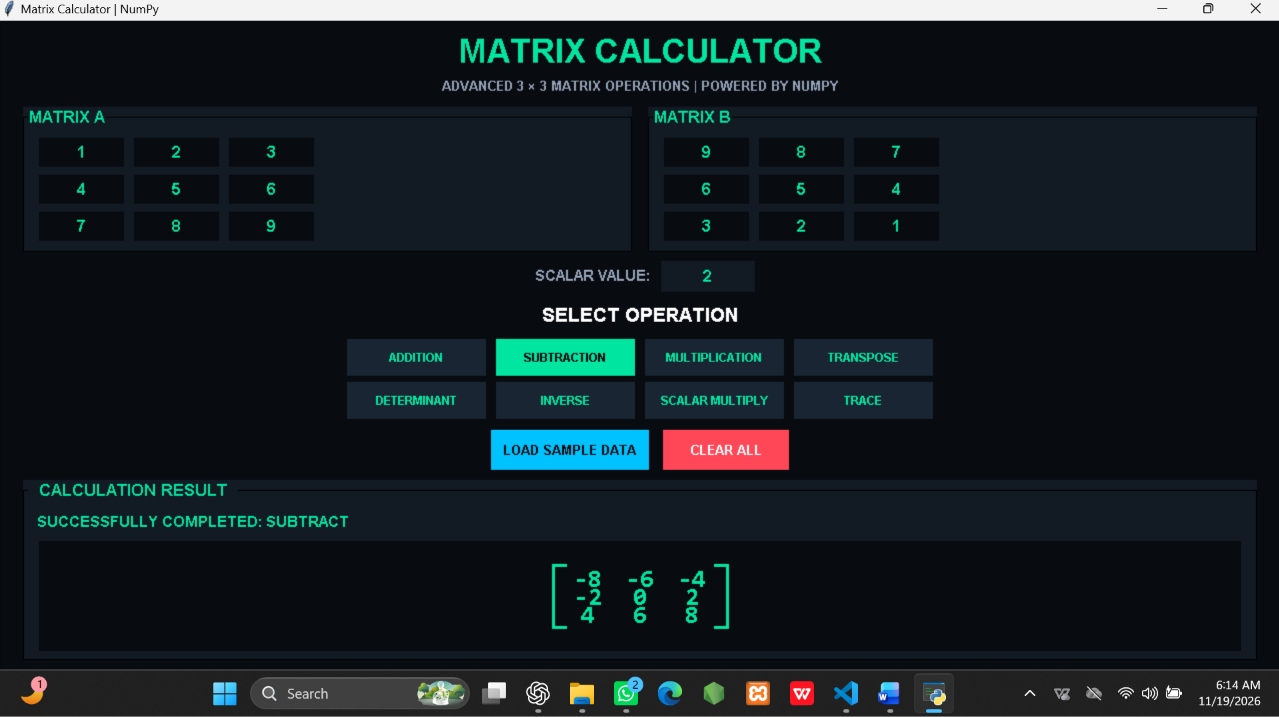 Matrix Calculator | NumPy
MATRIX CALCULATOR
ADVANCED 3 × 3 MATRIX OPERATIONS | POWERED BY NUMPY
MATRIX A
1 2 3
4 5 6
7 8 9
MATRIX B
9 8 7
6 5 4
3 2 1
SCALAR VALUE: 2
SELECT OPERATION
ADDITION SUBTRACTION MULTIPLICATION TRANSPOSE
DETERMINANT INVERSE SCALAR MULTIPLY TRACE
LOAD SAMPLE DATA CLEAR ALL
CALCULATION RESULT
SUCCESSFULLY COMPLETED: SUBTRACT
-8 -6 -4
-2 0 2
4 6 8
1 Search 2 W W 6:14 AM
11/19/2026